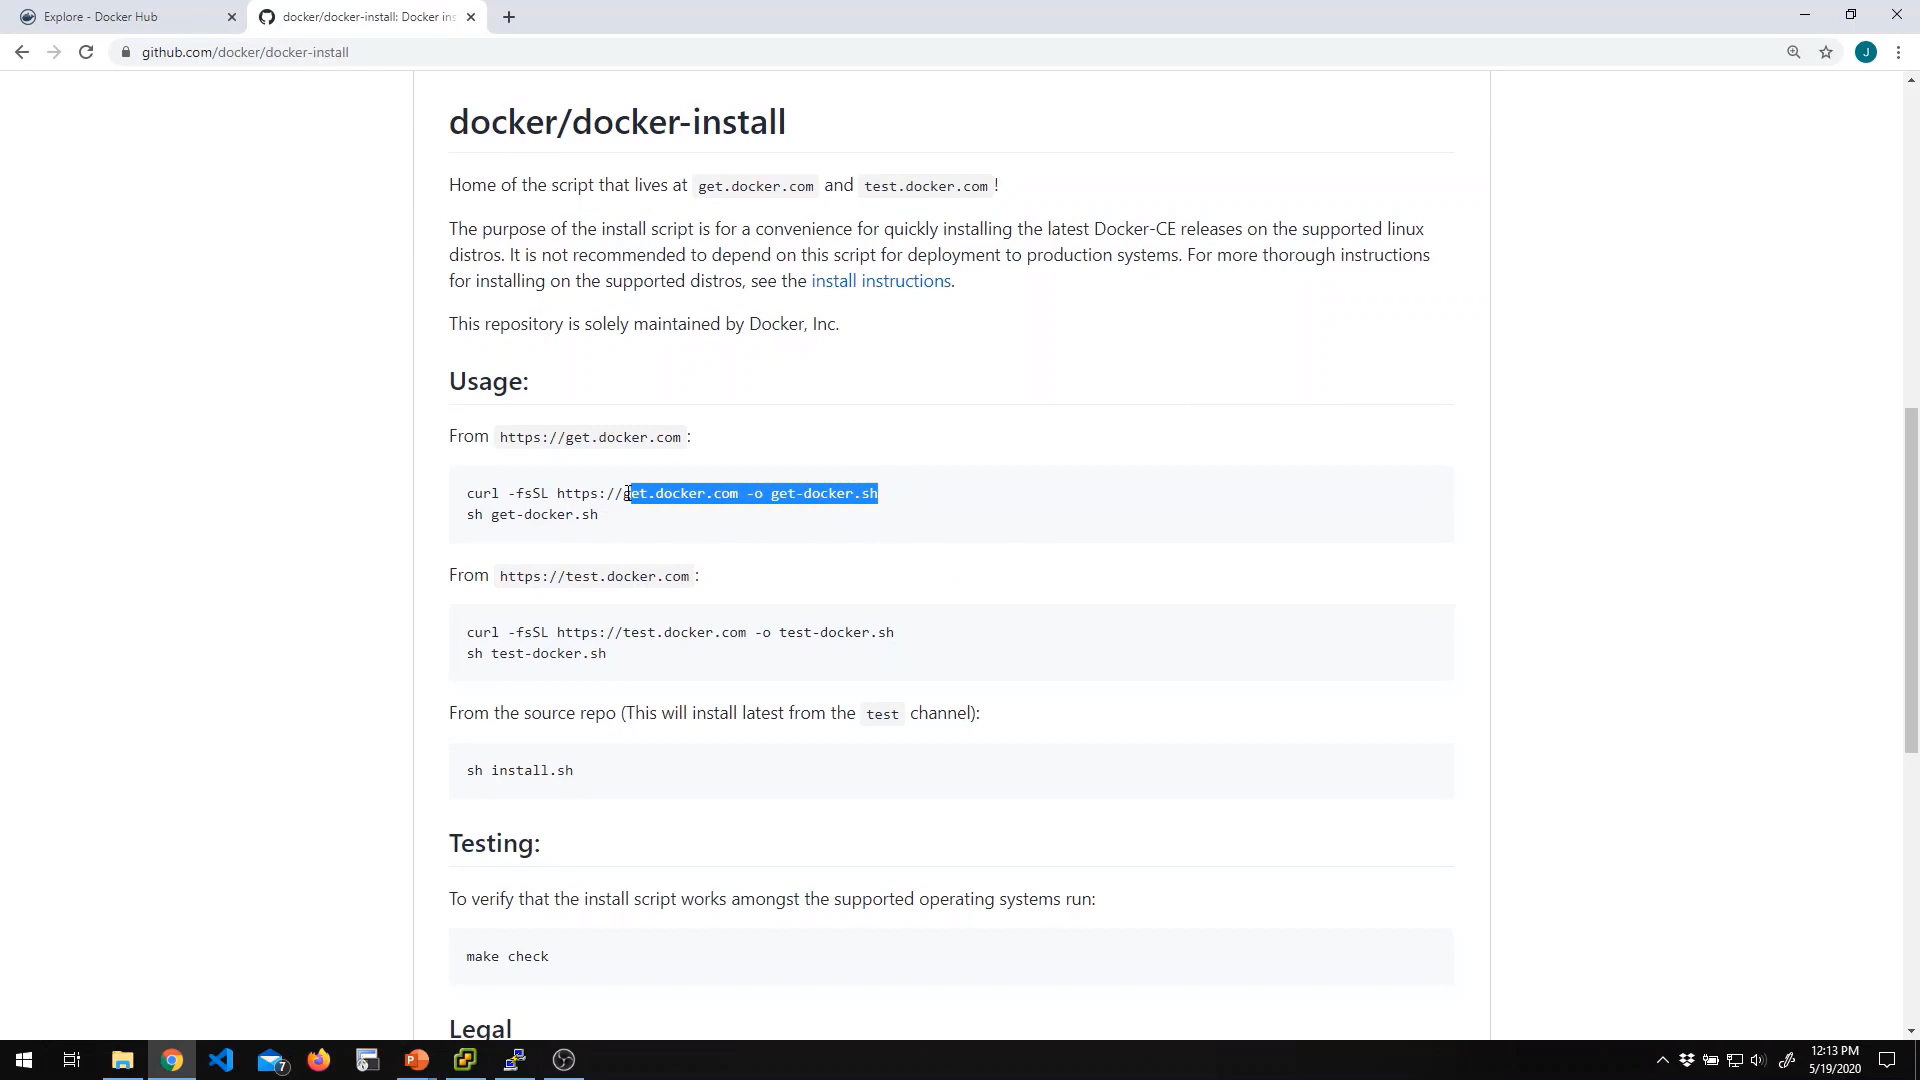 Explore - Docker Hub
docker/docker-install: Docker ins
github.com/docker/docker-install
J
docker/docker-install
Home of the script that lives at get.docker.com and test.docker.com !
The purpose of the install script is for a convenience for quickly installing the latest Docker-CE releases on the supported linux
distros. It is not recommended to depend on this script for deployment to production systems. For more thorough instructions
for installing on the supported distros, see the install instructions.
This repository is solely maintained by Docker, Inc.
Usage:
From https://get.docker.com :
curl -fsSL https://get.docker.com -o get-docker.sh
sh get-docker.sh
From https://test.docker.com :
curl -fsSL https://test.docker.com -o test-docker.sh
sh test-docker.sh
From the source repo (This will install latest from the test channel):
sh install.sh
Testing:
To verify that the install script works amongst the supported operating systems run:
make check
Legal
7
12:13 PM
5/19/2020